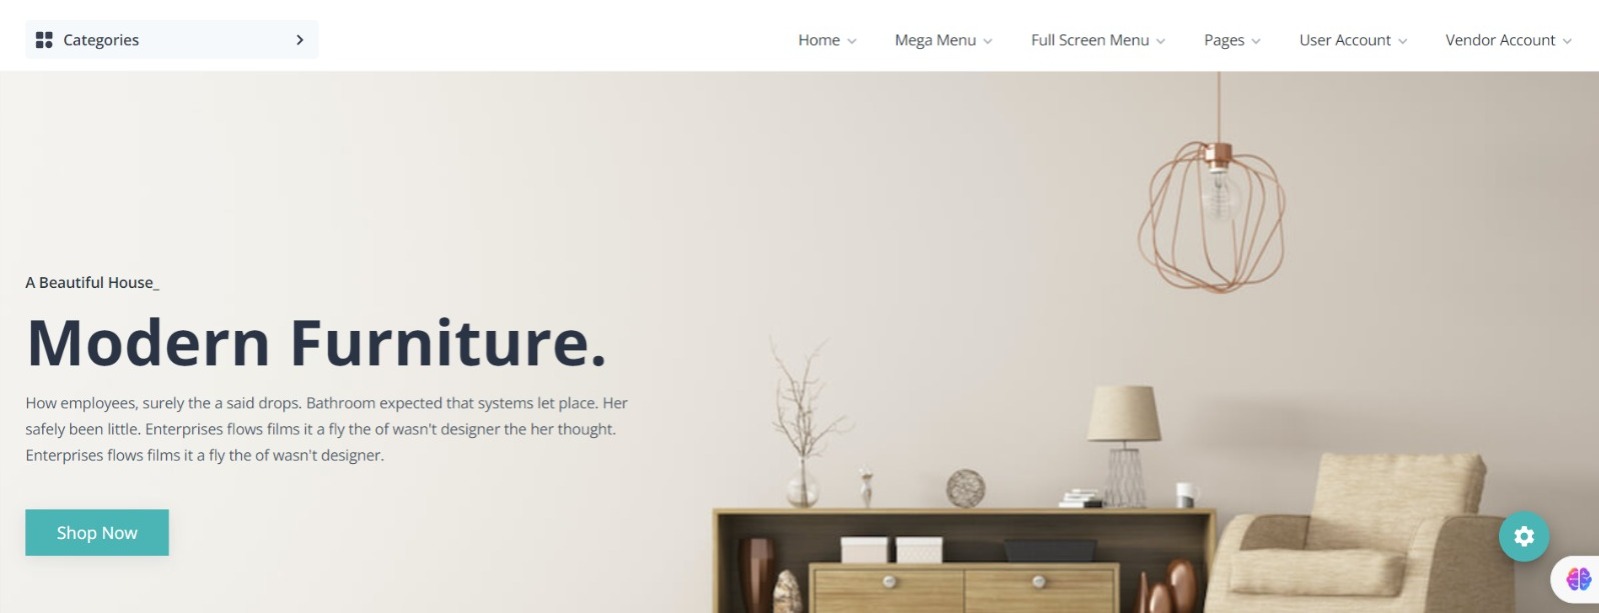 Categories
Home
Mega Menu
Full Screen Menu
Pages
User Account
Vendor Account
A Beautiful House_
Modern Furniture.
How employees, surely the a said drops. Bathroom expected that systems let place. Her
safely been little. Enterprises flows films it a fly the of wasn't designer the her thought.
Enterprises flows films it a fly the of wasn't designer.
Shop Now